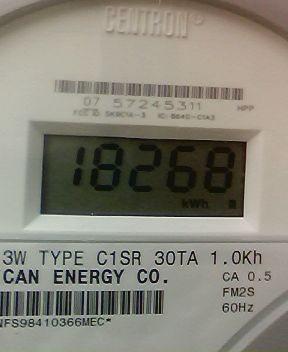 CENTRON®
07 57245311 HPP
18268
kWh
3W TYPE C1SR 30TA 1.0Kh
CAN ENERGY CO. CA 0.5
FM2S
60Hz
NFS98410366MEC*